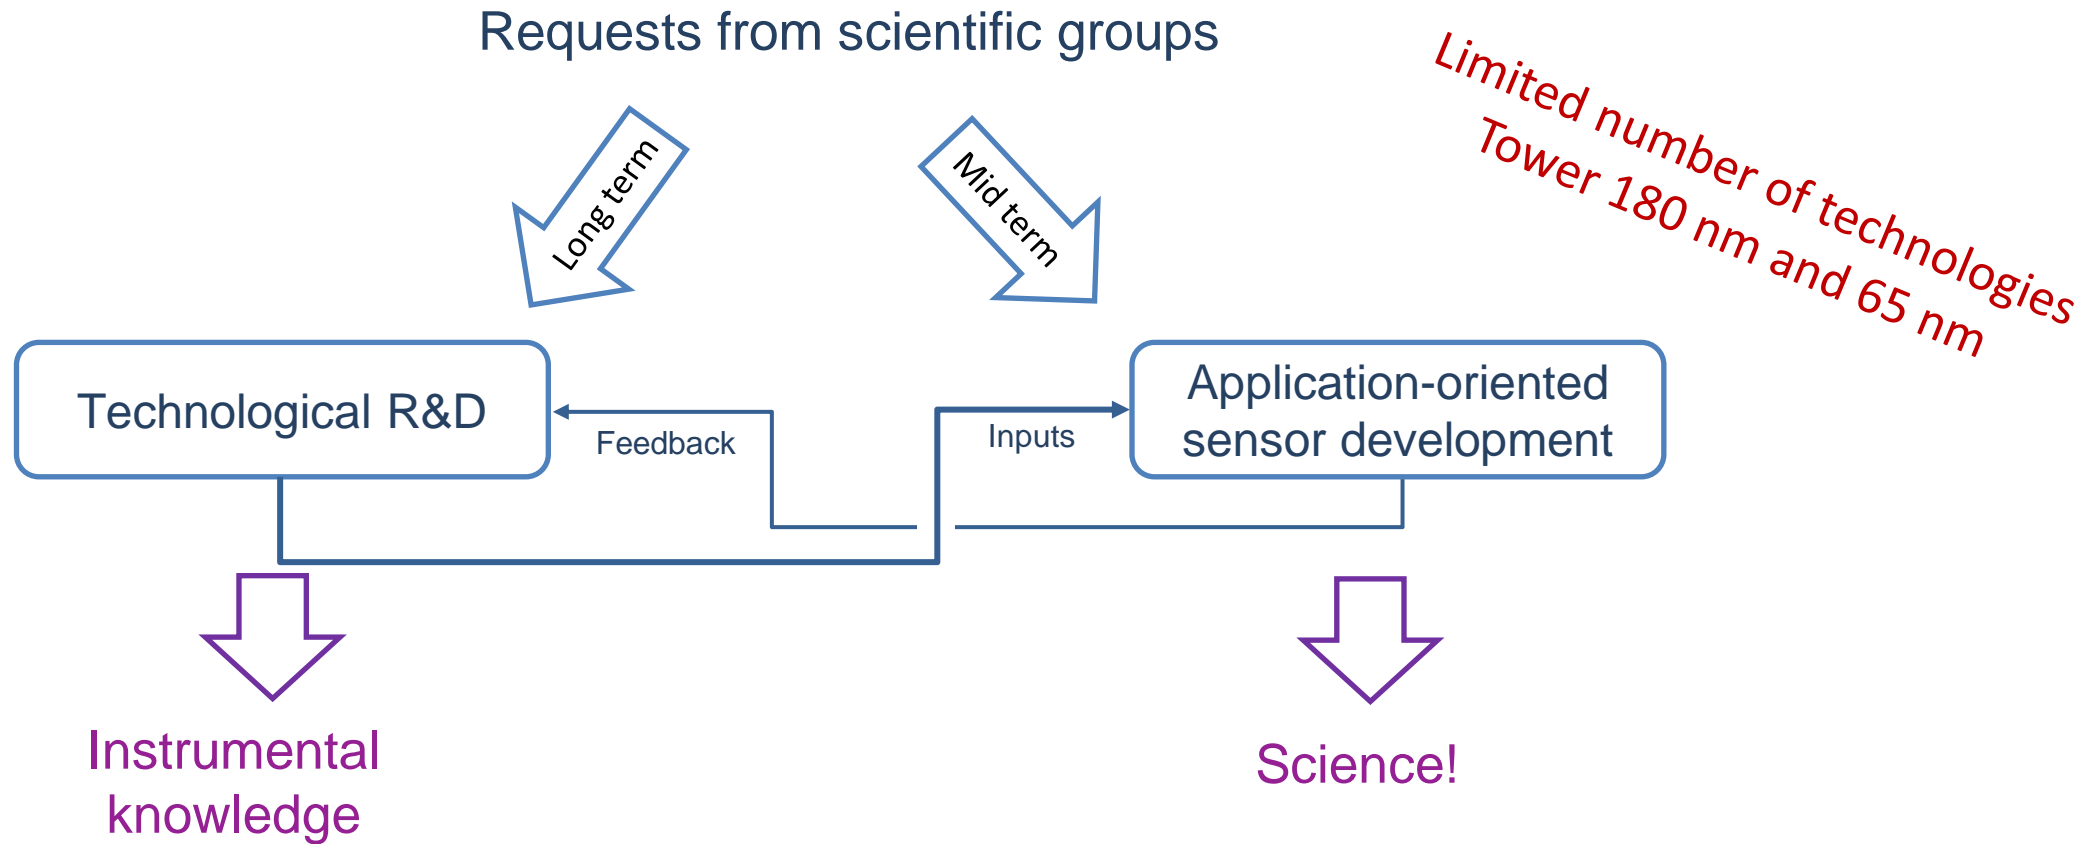 Requests from scientific groups
Limited number of technologies
Tower 180 nm and 65 nm
Long term
Mid term
Technological R&D
Feedback
Inputs
Application-oriented
sensor development
Instrumental
knowledge
Science!